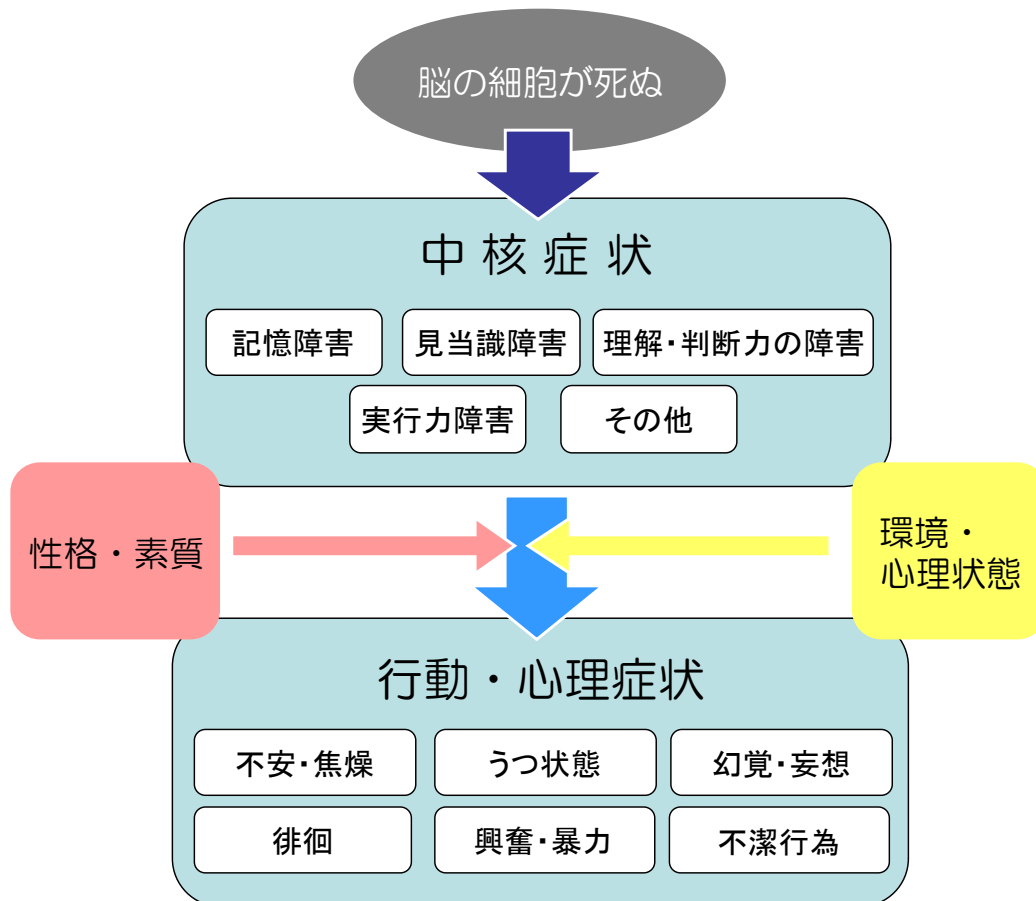 脳の細胞が死ぬ
中核症状
記憶障害
見当識障害
理解・判断力の障害
実行力障害
その他
性格・素質
環境・
心理状態
行動・心理症状
不安・焦燥
うつ状態
幻覚・妄想
徘徊
興奮・暴力
不潔行為